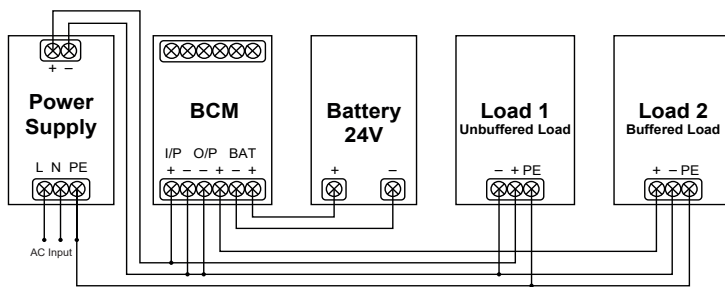 + −
Power
Supply
L N PE
AC Input
BCM
I/P O/P BAT
+ − − + − +
Battery
24V
+ −
Load 1
Unbuffered Load
− + PE
Load 2
Buffered Load
+ − PE